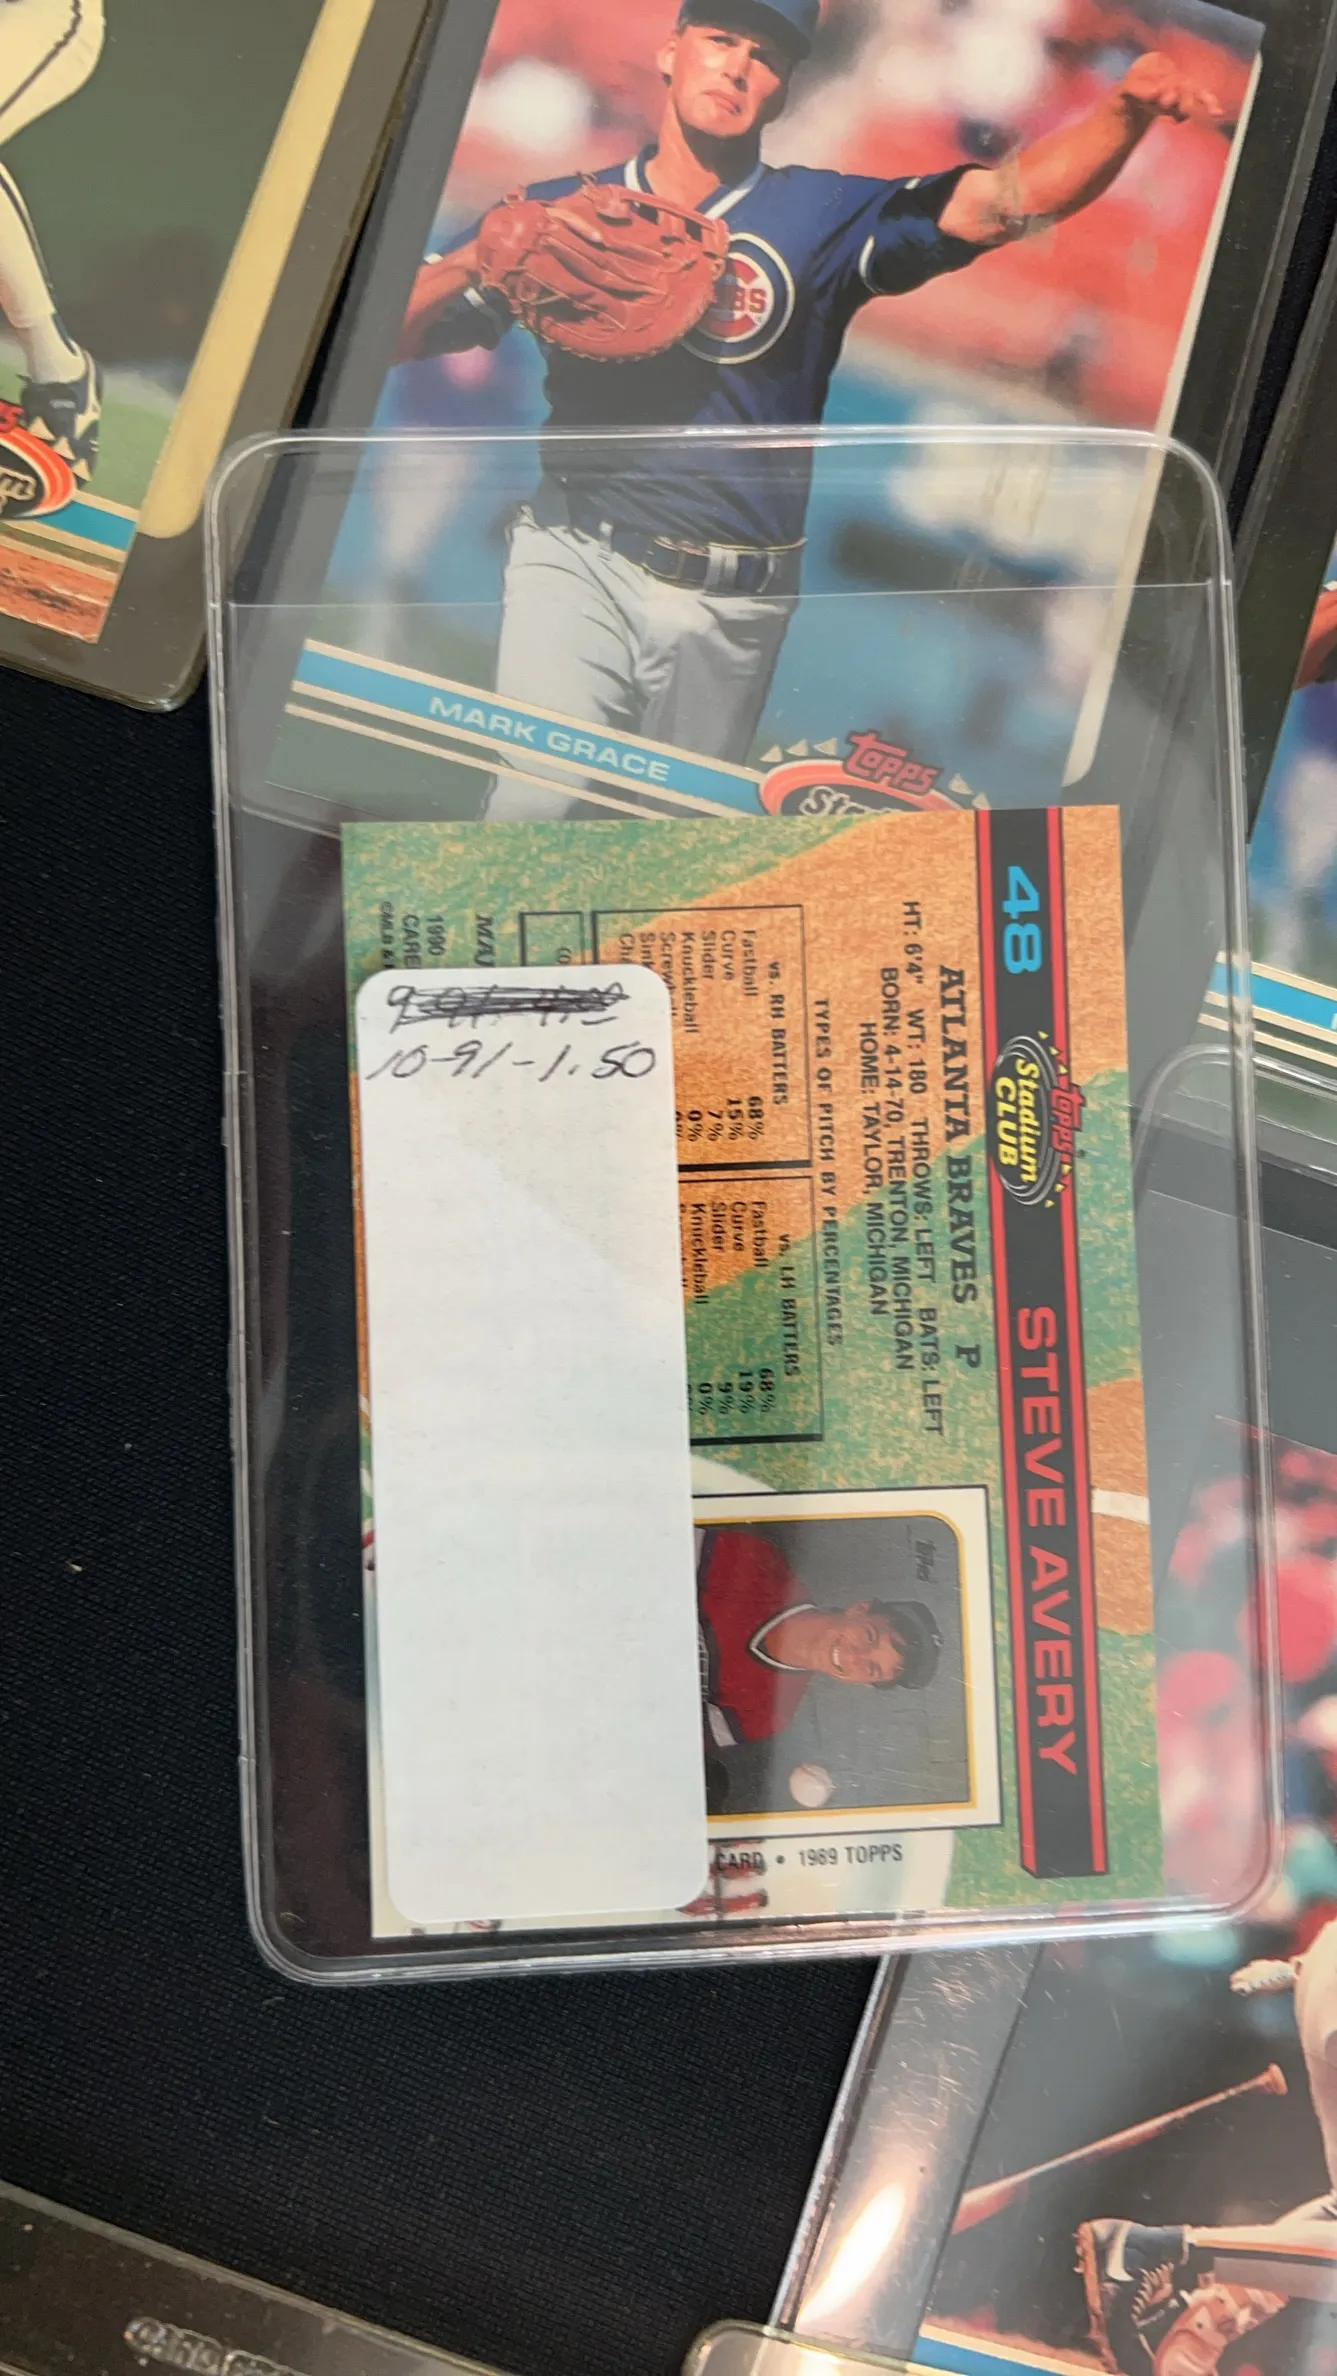 MARK GRACE
TOPPS
48
TOPPS
Stadium
CLUB
STEVE AVERY
ATLANTA BRAVES P
HT: 6'4" WT: 180 THROWS: LEFT BATS: LEFT
BORN: 4-14-70, TRENTON, MICHIGAN
HOME: TAYLOR, MICHIGAN
TYPES OF PITCH BY PERCENTAGES
vs. RH BATTERS
Fastball 68%
Curve 15%
Slider 7%
Knuckleball 0%
vs. LH BATTERS
Fastball 68%
Curve 19%
Slider 9%
Knuckleball 0%
1990
©MLB &
10-91-1.50
Topps
CARD • 1989 TOPPS